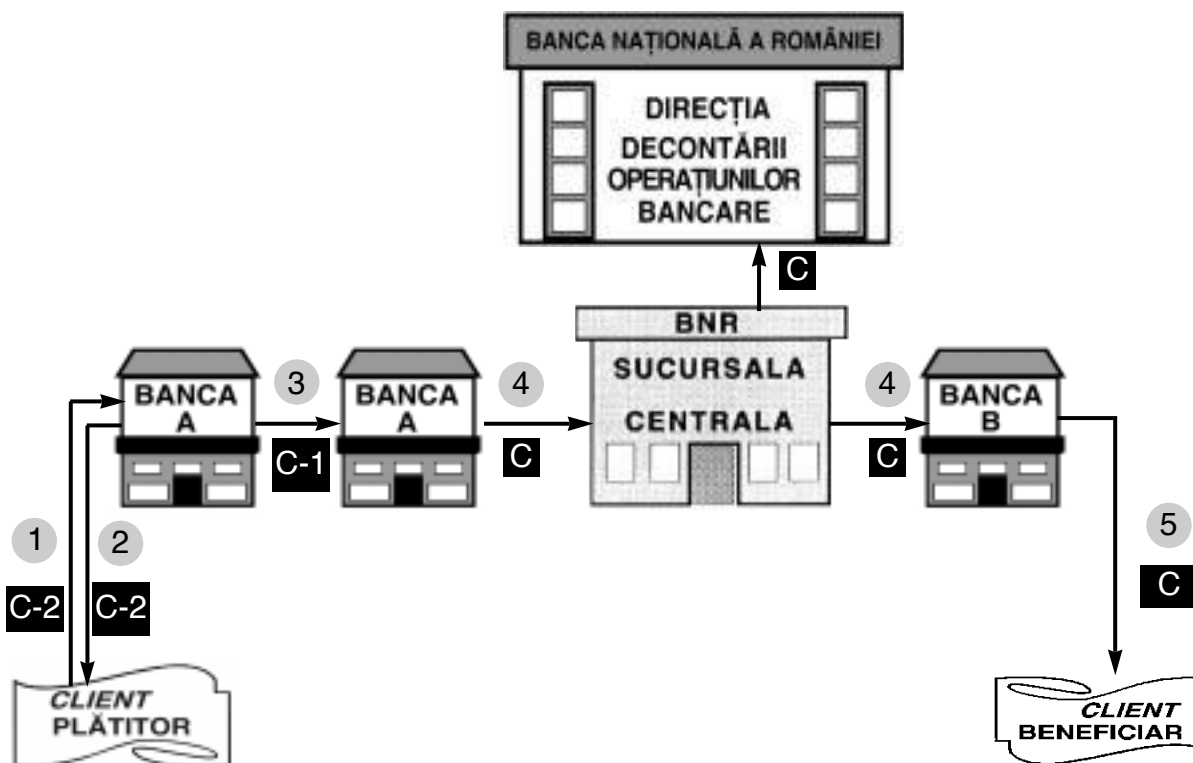 BANCA NAȚIONALĂ A ROMÂNIEI
DIRECȚIA
DECONTĂRII
OPERAȚIUNILOR
BANCARE
C
BNR
SUCURSALA
CENTRALA
BANCA
A
3
C-1
BANCA
A
4
C
4
C
BANCA
B
1
C-2
2
C-2
5
C
CLIENT
PLĂTITOR
CLIENT
BENEFICIAR